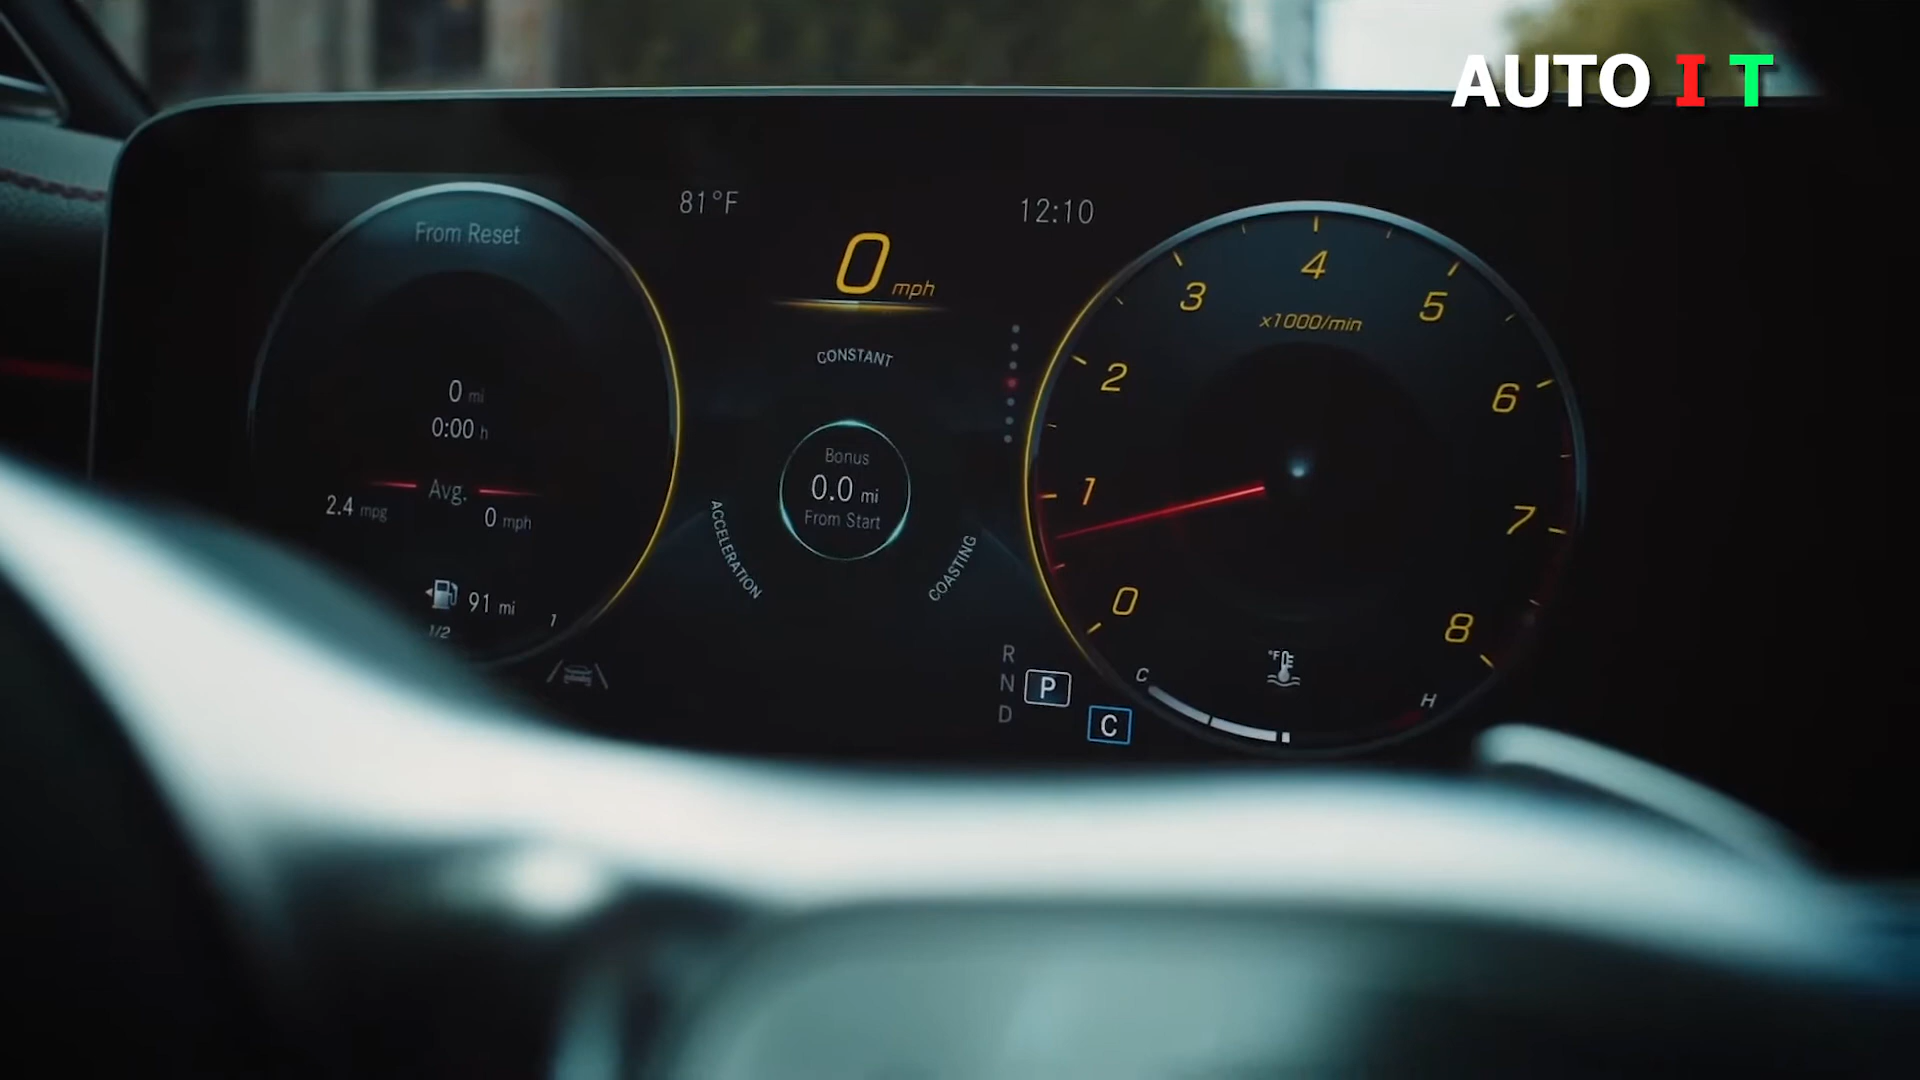 AUTO I T
81°F
12:10
From Reset
0 mph
CONSTANT
0 mi
0:00 h
Avg.
2.4 mpg
0 mph
91 mi
1/2
1
Bonus
0.0 mi
From Start
ACCELERATION
COASTING
R
N
D
P
C
0
1
2
3
4
5
6
7
8
x1000/min
°F
C
H